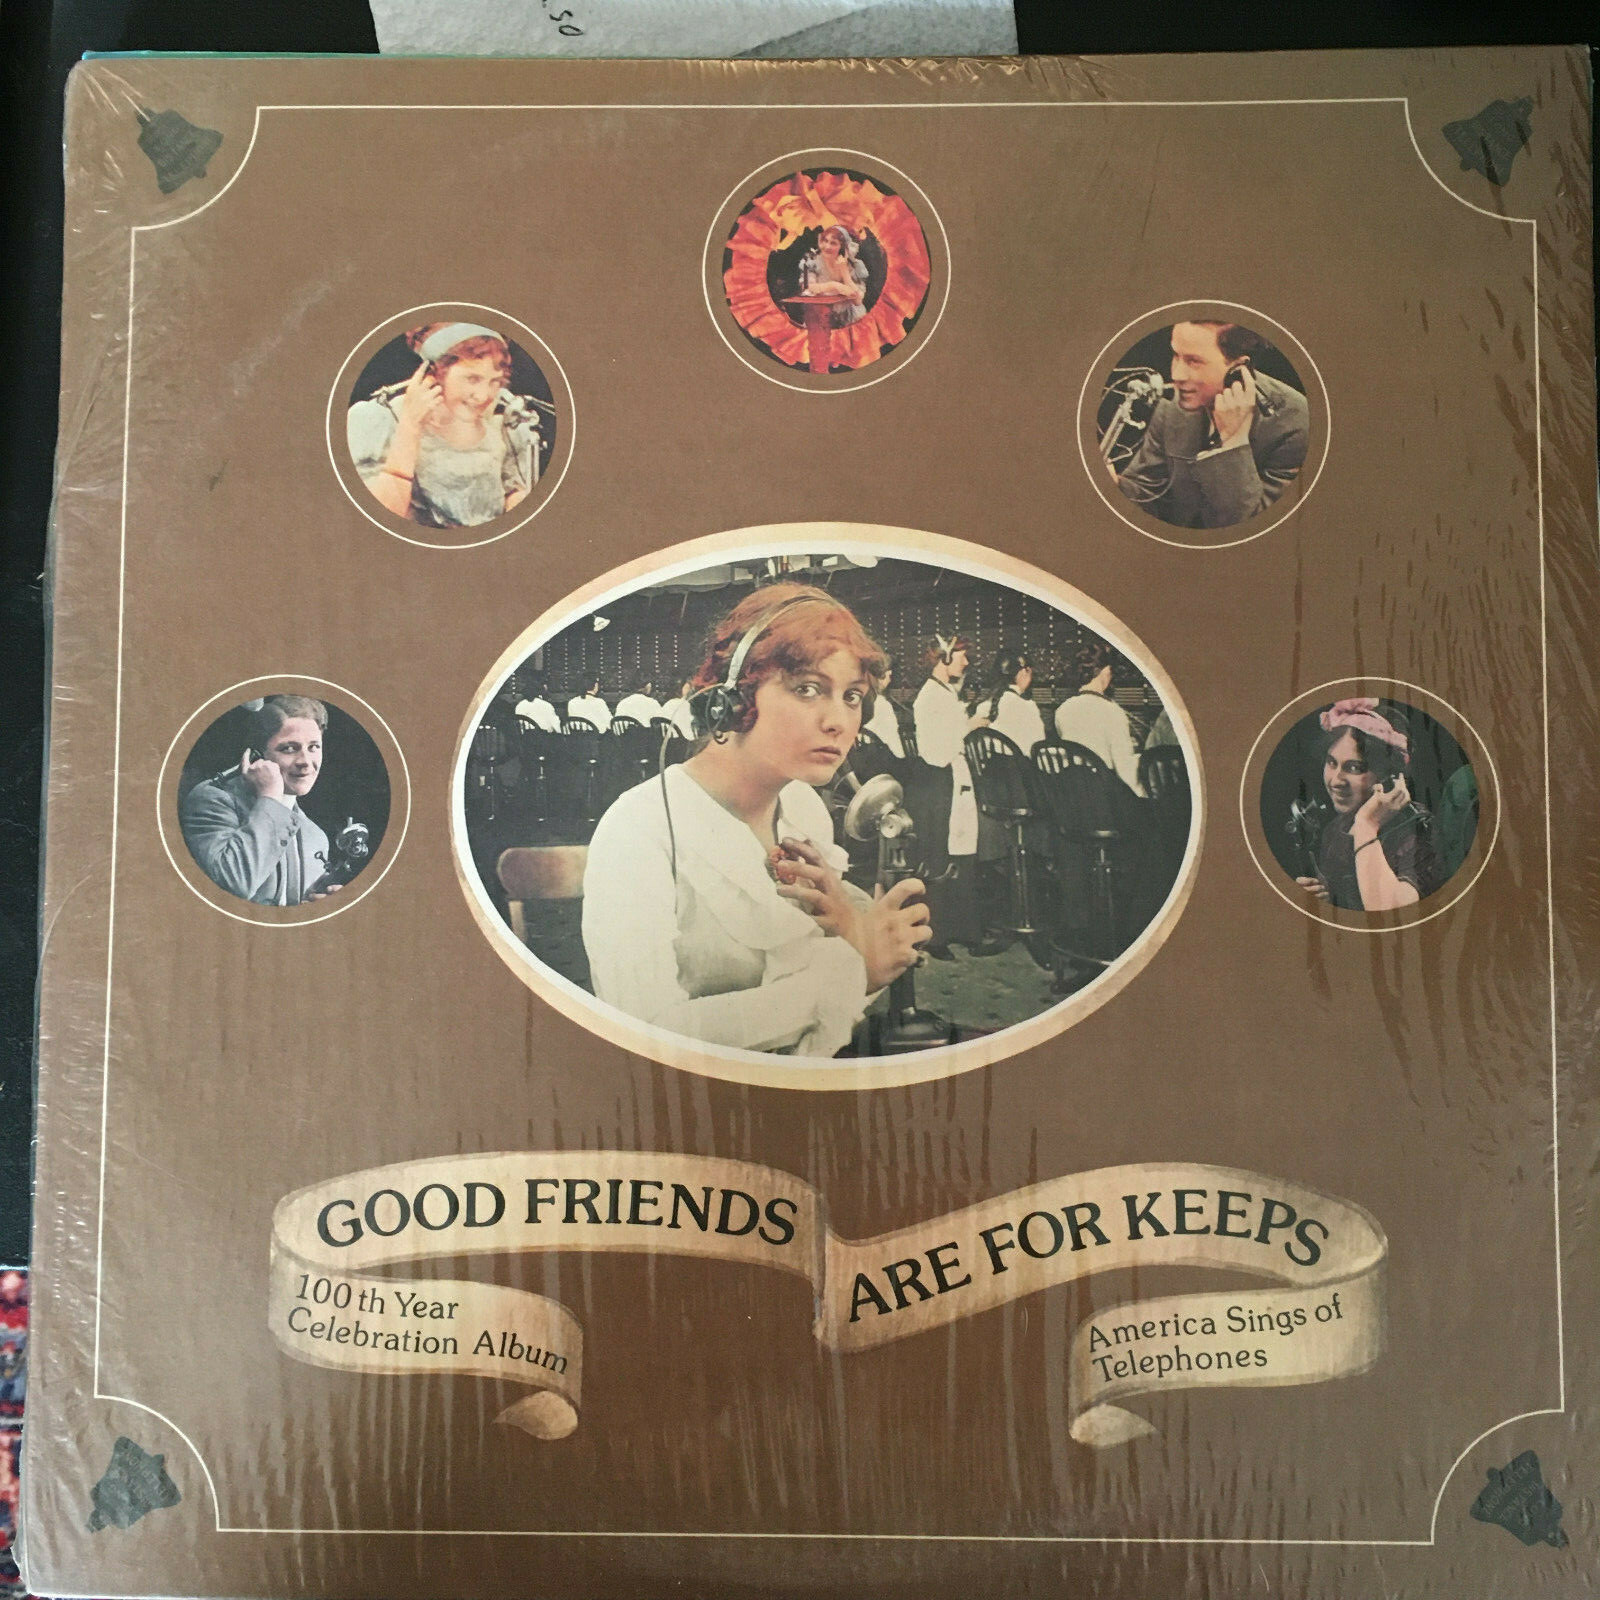 GOOD FRIENDS
ARE FOR KEEPS
100th Year
Celebration Album
America Sings of
Telephones